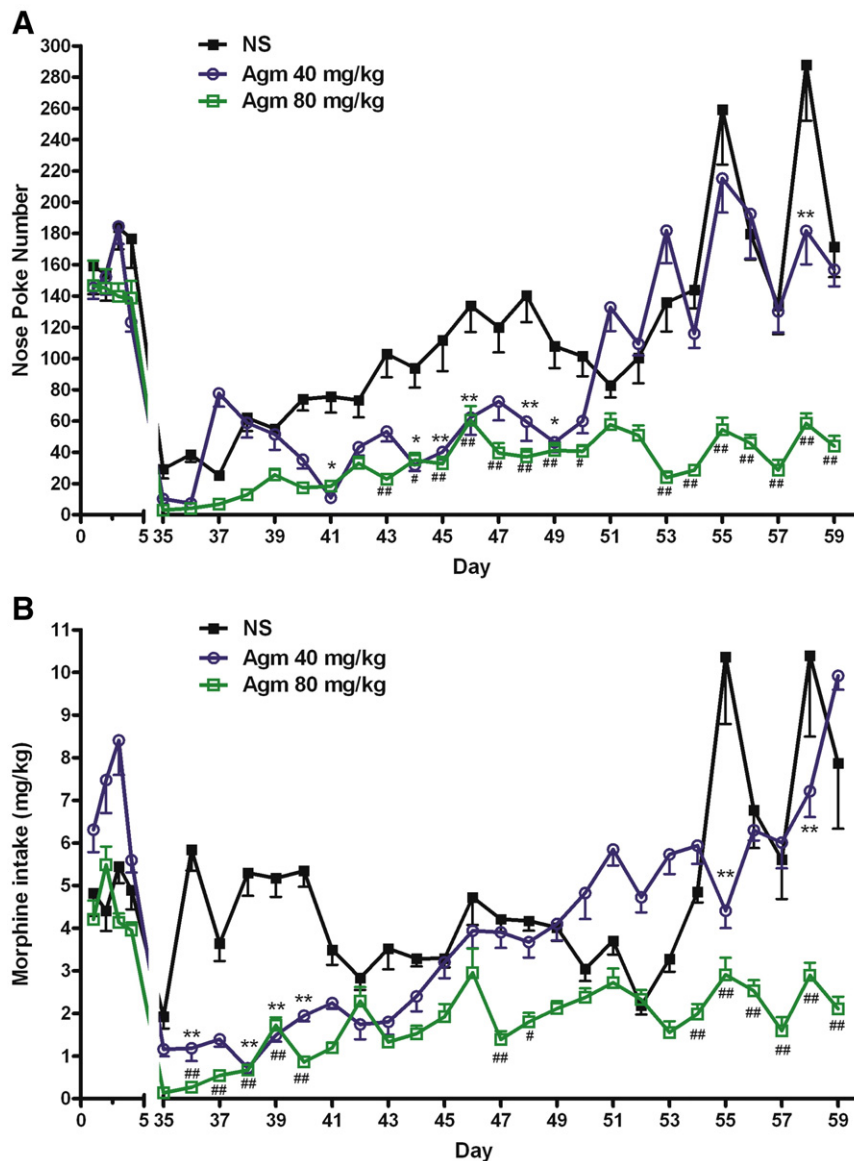 A
NS
Agm 40 mg/kg
Agm 80 mg/kg
300
280
260
240
220
200
180
160
140
120
100
80
60
40
20
0
Nose Poke Number
* * ** ** ** * **
## # ## ## ## ## ## # ## ## ## ## ## ## ##
0 5 35 37 39 41 43 45 47 49 51 53 55 57 59
Day
B
NS
Agm 40 mg/kg
Agm 80 mg/kg
11
10
9
8
7
6
5
4
3
2
1
0
Morphine intake (mg/kg)
** ** ** ** ** **
## ## ## ## ## ## # ## ## ## ## ## ##
0 5 35 37 39 41 43 45 47 49 51 53 55 57 59
Day